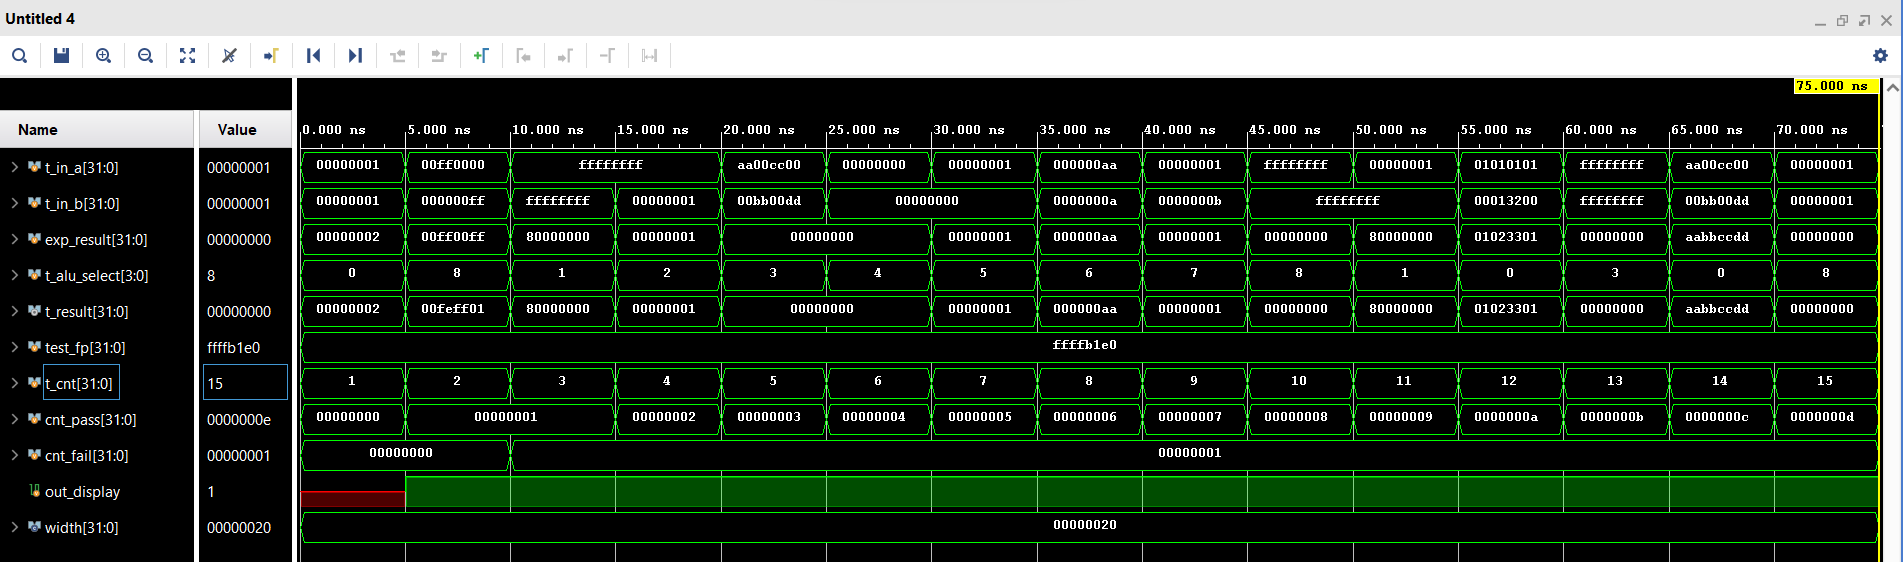 Untitled 4
75.000 ns
Name Value 0.000 ns 5.000 ns 10.000 ns 15.000 ns 20.000 ns 25.000 ns 30.000 ns 35.000 ns 40.000 ns 45.000 ns 50.000 ns 55.000 ns 60.000 ns 65.000 ns 70.000 ns
t_in_a[31:0] 00000001 00000001 00ff0000 ffffffff aa00cc00 00000000 00000001 000000aa 00000001 ffffffff 00000001 01010101 ffffffff aa00cc00 00000001
t_in_b[31:0] 00000001 00000001 000000ff ffffffff 00000001 00bb00dd 00000000 0000000a 0000000b ffffffff 00013200 ffffffff 00bb00dd 00000001
exp_result[31:0] 00000000 00000002 00ff00ff 80000000 00000001 00000000 00000001 000000aa 00000001 00000000 80000000 01023301 00000000 aabbccdd 00000000
t_alu_select[3:0] 8 0 8 1 2 3 4 5 6 7 8 1 0 3 0 8
t_result[31:0] 00000000 00000002 00feff01 80000000 00000001 00000000 00000001 000000aa 00000001 00000000 80000000 01023301 00000000 aabbccdd 00000000
test_fp[31:0] ffffb1e0 ffffb1e0
t_cnt[31:0] 15 1 2 3 4 5 6 7 8 9 10 11 12 13 14 15
cnt_pass[31:0] 0000000e 00000000 00000001 00000002 00000003 00000004 00000005 00000006 00000007 00000008 00000009 0000000a 0000000b 0000000c 0000000d
cnt_fail[31:0] 00000001 00000000 00000001
out_display 1
width[31:0] 00000020 00000020